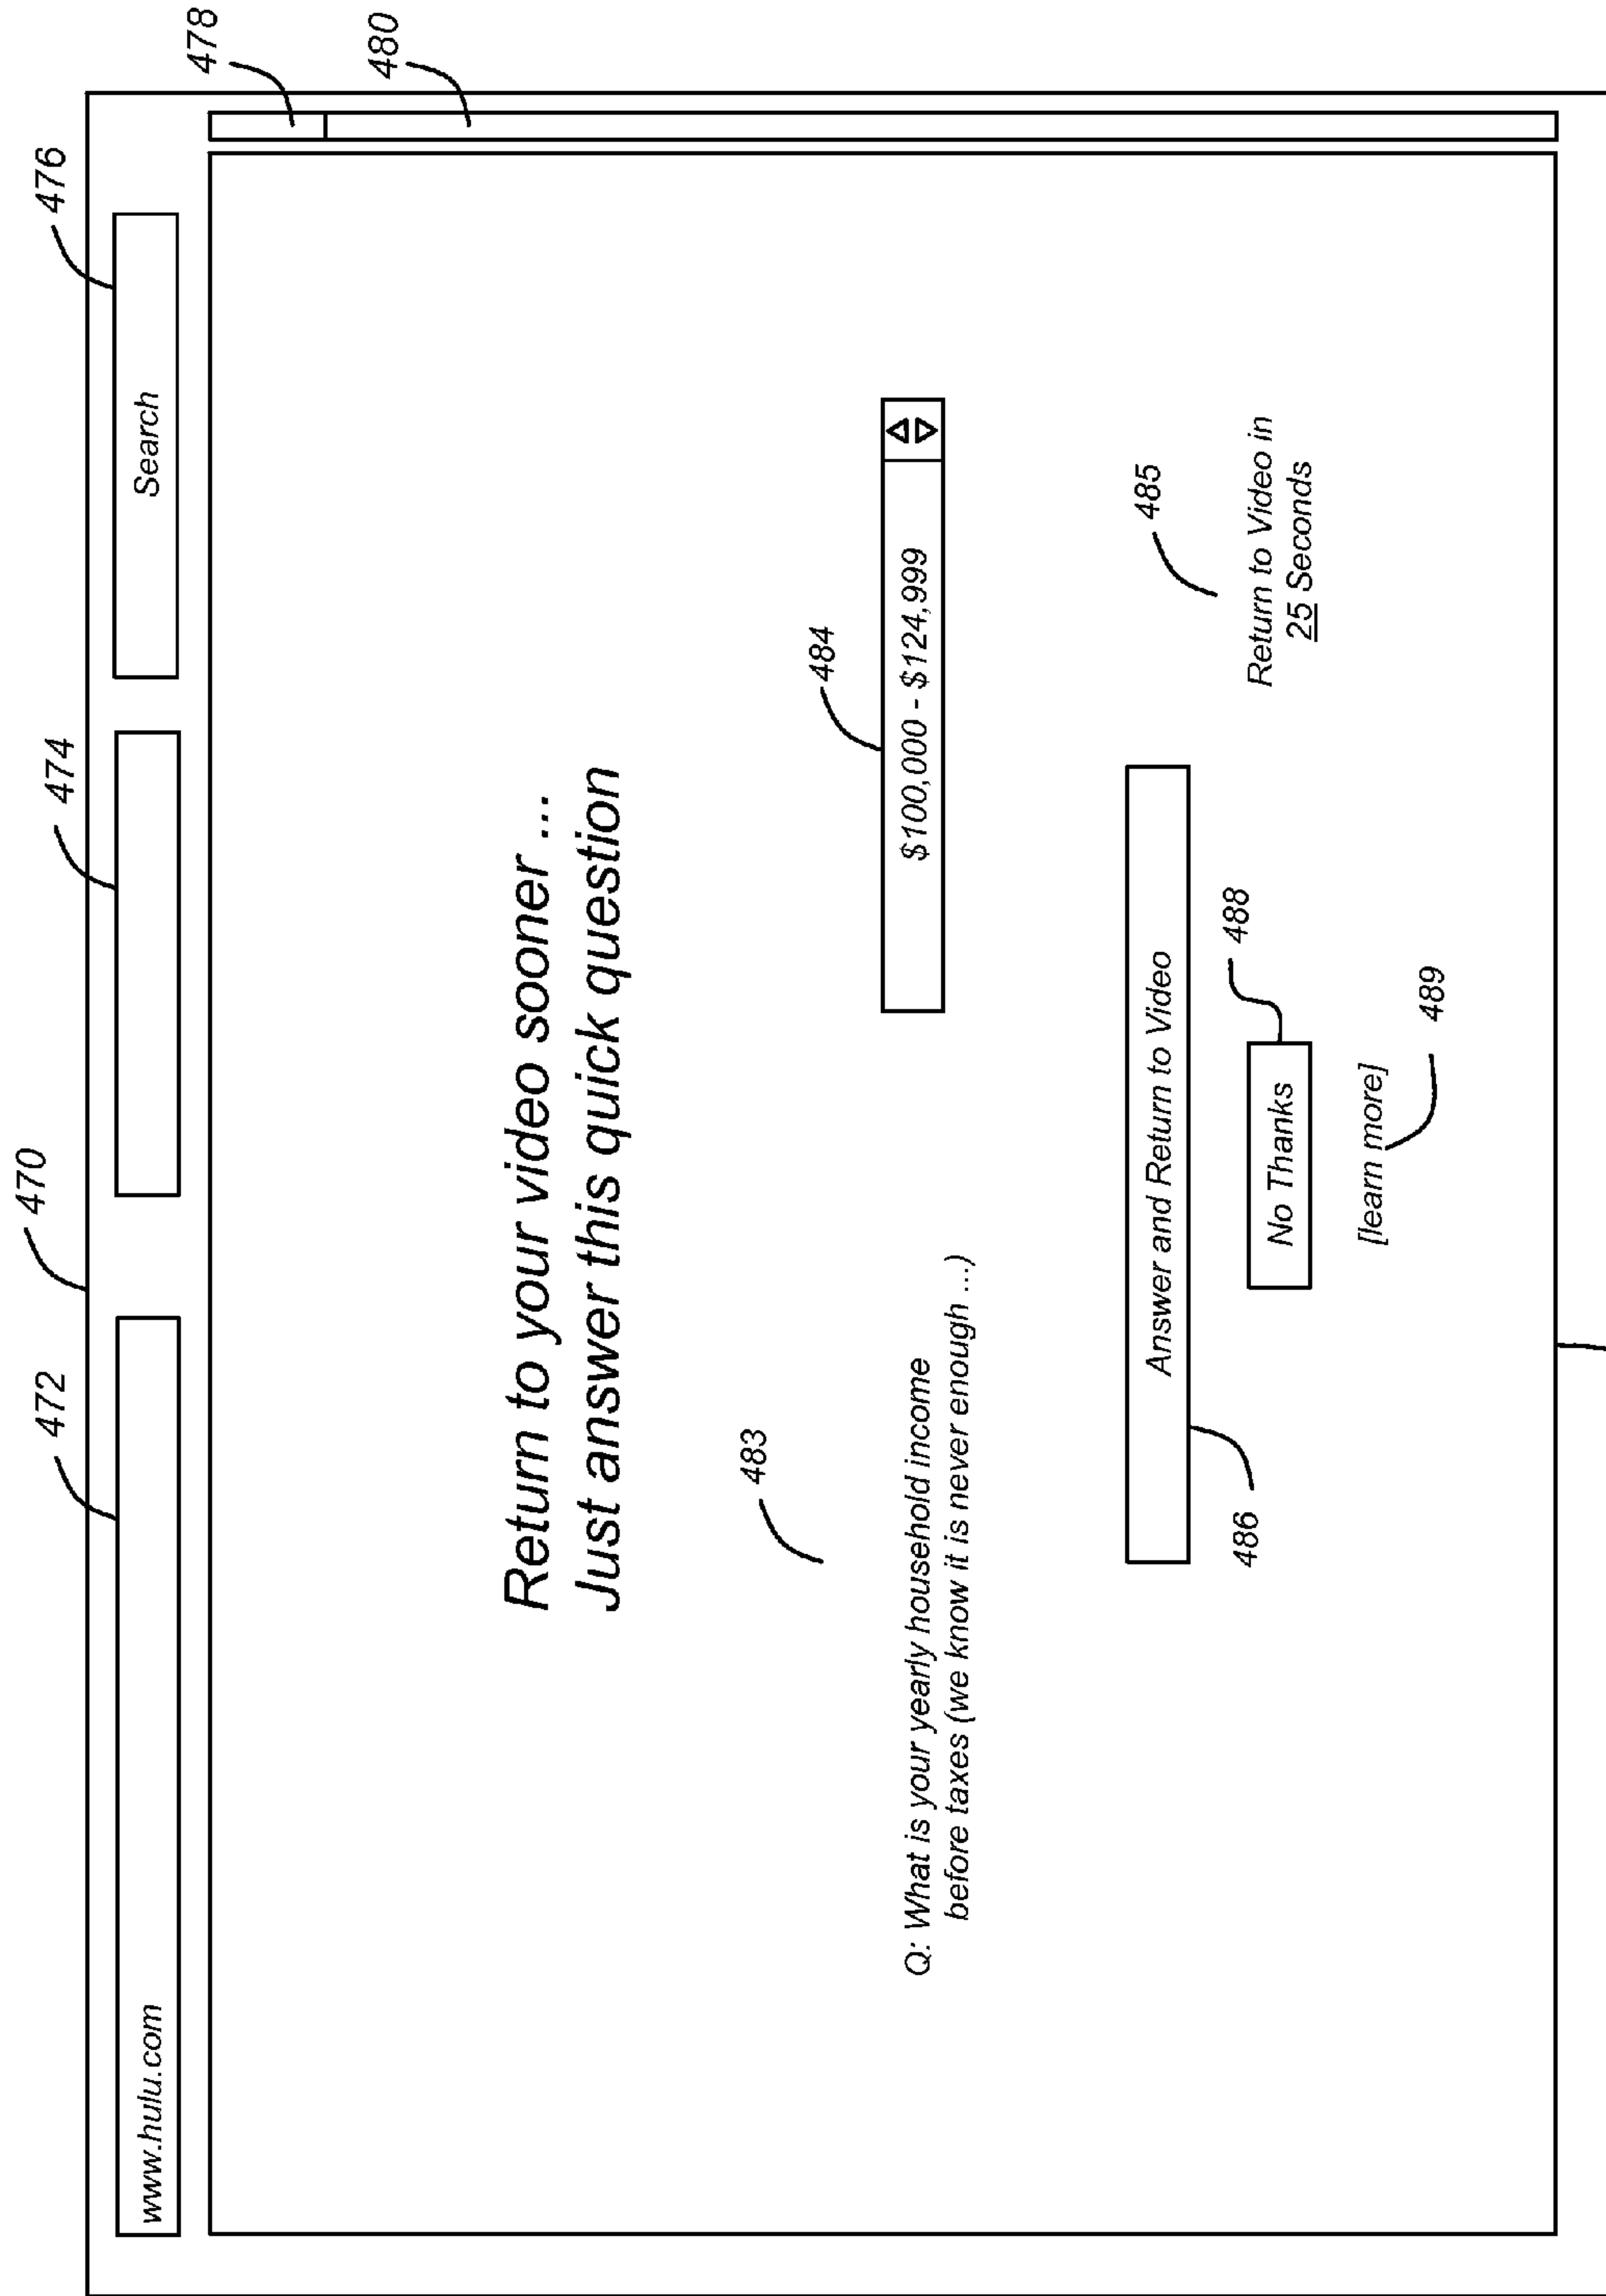 470
472
474
476
www.hulu.com
Search
478
480
Return to your video sooner ...
Just answer this quick question
483
484
Q: What is your yearly household income
before taxes (we know it is never enough ...)
$100,000 - $124,999
485
Answer and Return to Video
486
488
No Thanks
Return to Video in
25 Seconds
[learn more]
489